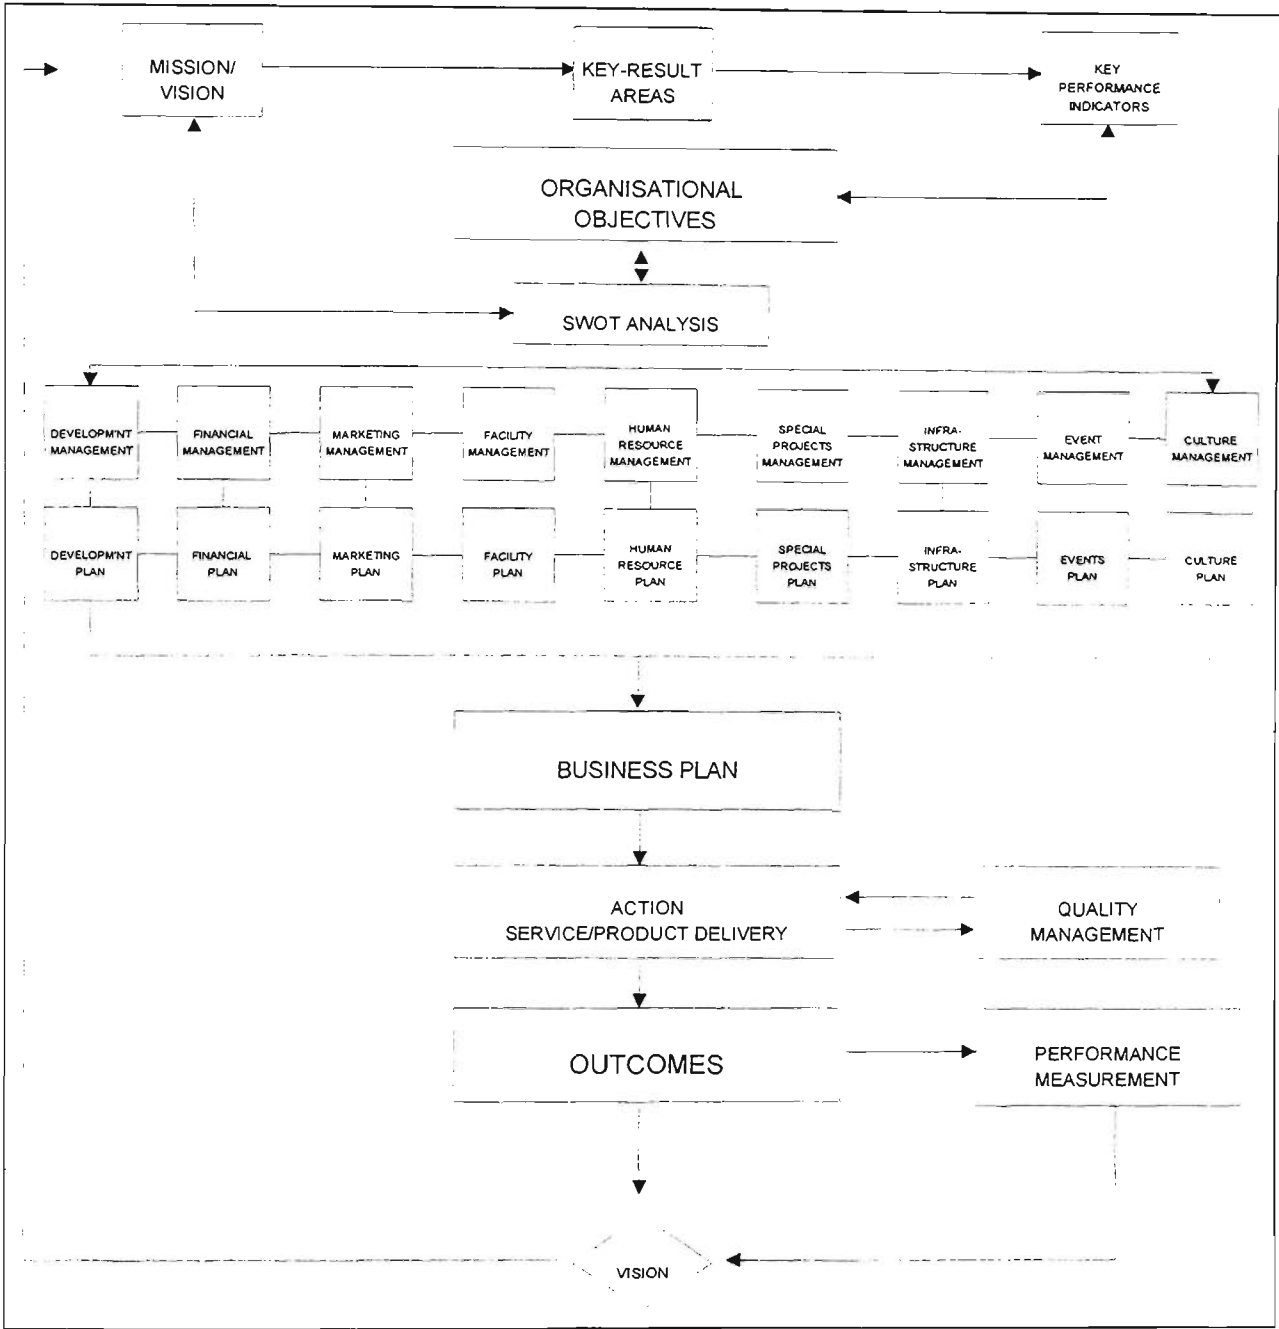 MISSION/
VISION
KEY-RESULT
AREAS
KEY
PERFORMANCE
INDICATORS
ORGANISATIONAL
OBJECTIVES
SWOT ANALYSIS
DEVELOPM'NT
MANAGEMENT
FINANCIAL
MANAGEMENT
MARKETING
MANAGEMENT
FACILITY
MANAGEMENT
HUMAN
RESOURCE
MANAGEMENT
SPECIAL
PROJECTS
MANAGEMENT
INFRA-
STRUCTURE
MANAGEMENT
EVENT
MANAGEMENT
CULTURE
MANAGEMENT
DEVELOPM'NT
PLAN
FINANCIAL
PLAN
MARKETING
PLAN
FACILITY
PLAN
HUMAN
RESOURCE
PLAN
SPECIAL
PROJECTS
PLAN
INFRA-
STRUCTURE
PLAN
EVENTS
PLAN
CULTURE
PLAN
BUSINESS PLAN
ACTION
SERVICE/PRODUCT DELIVERY
QUALITY
MANAGEMENT
OUTCOMES
PERFORMANCE
MEASUREMENT
VISION